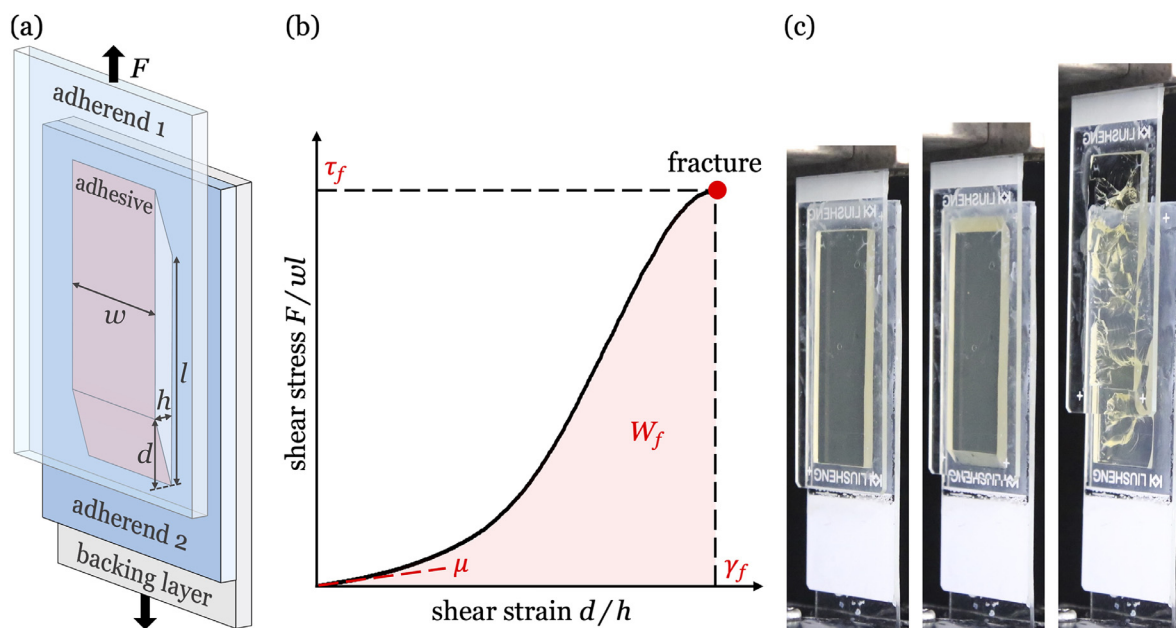 (a)
F
adherend 1
adhesive
w
l
h
d
adherend 2
backing layer
(b)
τf
fracture
shear stress F / wl
Wf
μ
γf
shear strain d / h
(c)
LIUSHENG
LIUSHENG
LIUSHENG
LIUSHENG
LIUSHENG
LIUSHENG